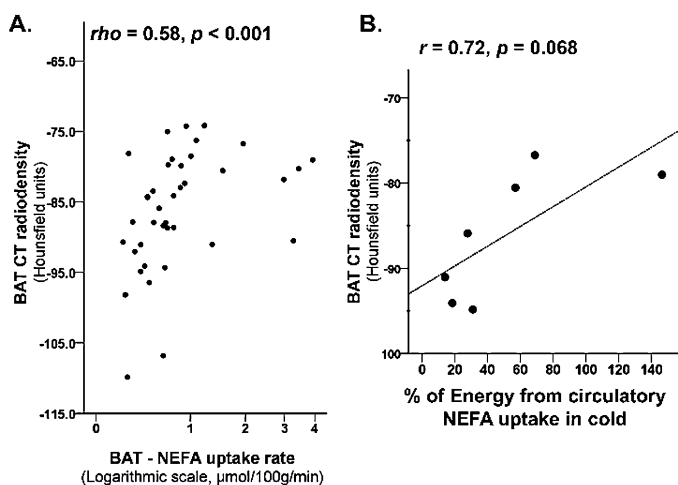 A.
rho = 0.58, p < 0.001
-65.0
-75.0
-85.0
-95.0
-105.0
-115.0
BAT CT radiodensity
(Hounsfield units)
0 1 2 3 4
BAT - NEFA uptake rate
(Logarithmic scale, µmol/100g/min)
B.
r = 0.72, p = 0.068
-70
-80
-90
100
BAT CT radiodensity
(Hounsfield units)
0 20 40 60 80 100 120 140
% of Energy from circulatory
NEFA uptake in cold